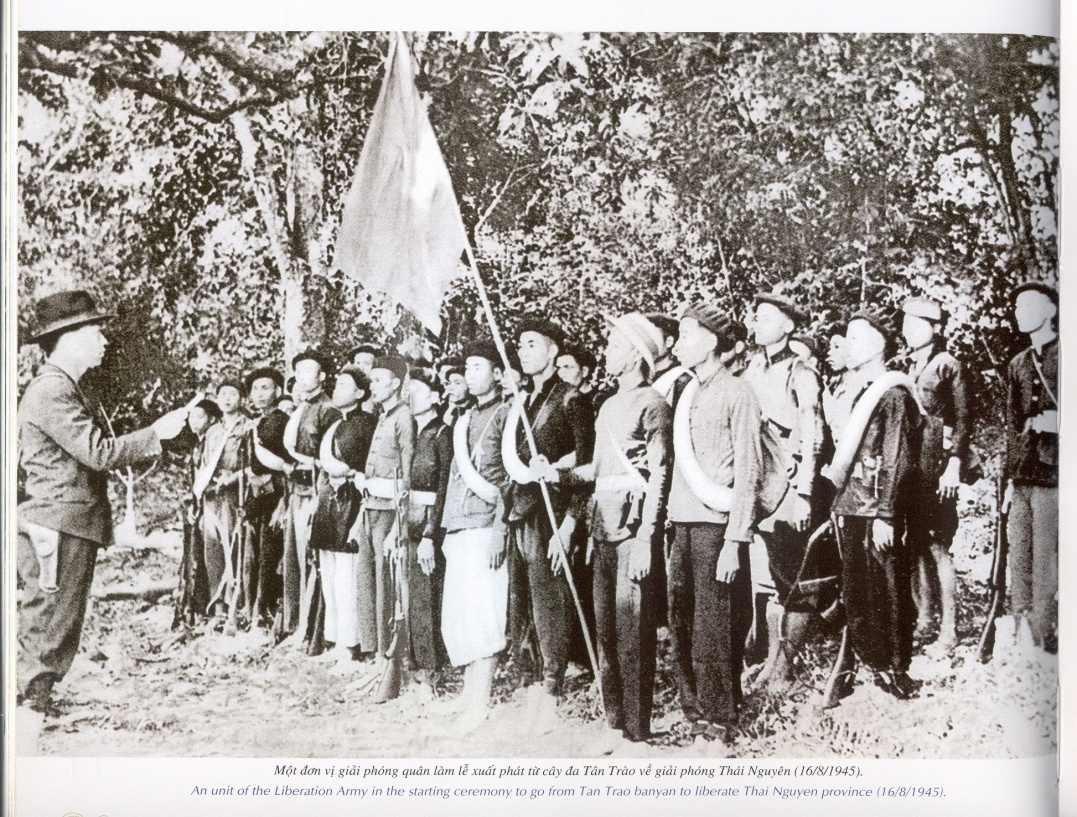 Một đơn vị giải phóng quân làm lễ xuất phát từ cây đa Tân Trào về giải phóng Thái Nguyên (16/8/1945).
An unit of the Liberation Army in the starting ceremony to go from Tan Trao banyan to liberate Thai Nguyen province (16/8/1945).